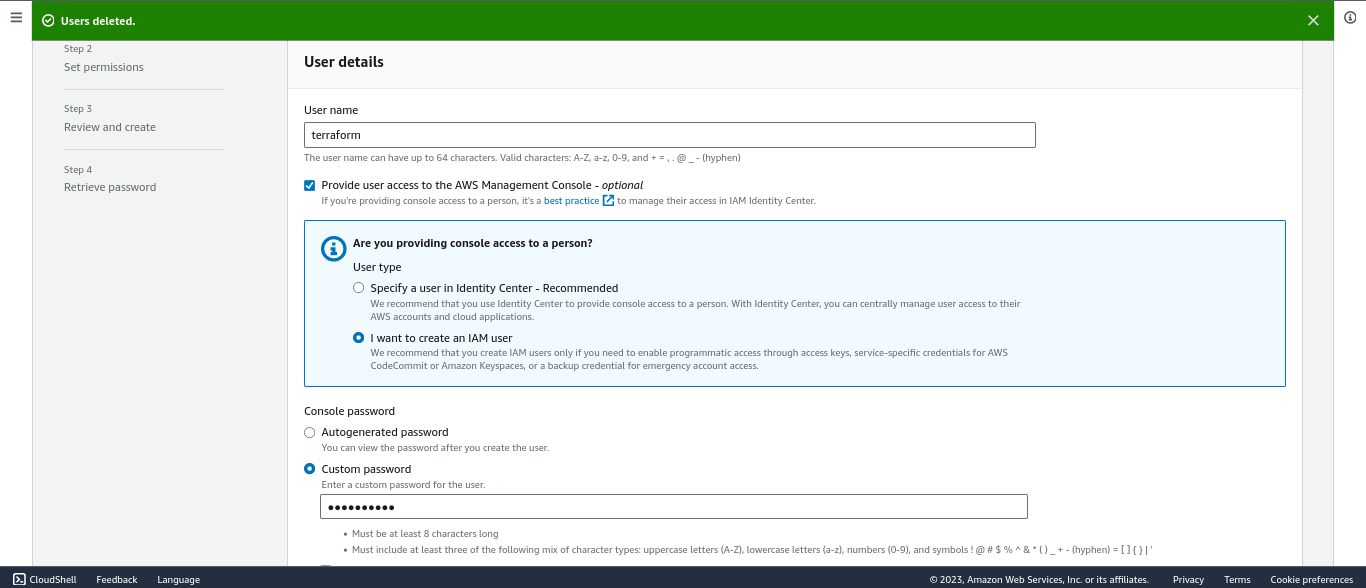 Users deleted.
Step 2
Set permissions
Step 3
Review and create
Step 4
Retrieve password
User details
User name
terraform
The user name can have up to 64 characters. Valid characters: A-Z, a-z, 0-9, and + = , . @ _ - (hyphen)
Provide user access to the AWS Management Console - optional
If you're providing console access to a person, it's a best practice to manage their access in IAM Identity Center.
Are you providing console access to a person?
User type
Specify a user in Identity Center - Recommended
We recommend that you use Identity Center to provide console access to a person. With Identity Center, you can centrally manage user access to their
AWS accounts and cloud applications.
I want to create an IAM user
We recommend that you create IAM users only if you need to enable programmatic access through access keys, service-specific credentials for AWS
CodeCommit or Amazon Keyspaces, or a backup credential for emergency account access.
Console password
Autogenerated password
You can view the password after you create the user.
Custom password
Enter a custom password for the user.
••••••••••
• Must be at least 8 characters long
• Must include at least three of the following mix of character types: uppercase letters (A-Z), lowercase letters (a-z), numbers (0-9), and symbols ! @ # $ % ^ & * ( ) _ + - (hyphen) = [ ] { } | '
CloudShell Feedback Language © 2023, Amazon Web Services, Inc. or its affiliates. Privacy Terms Cookie preferences